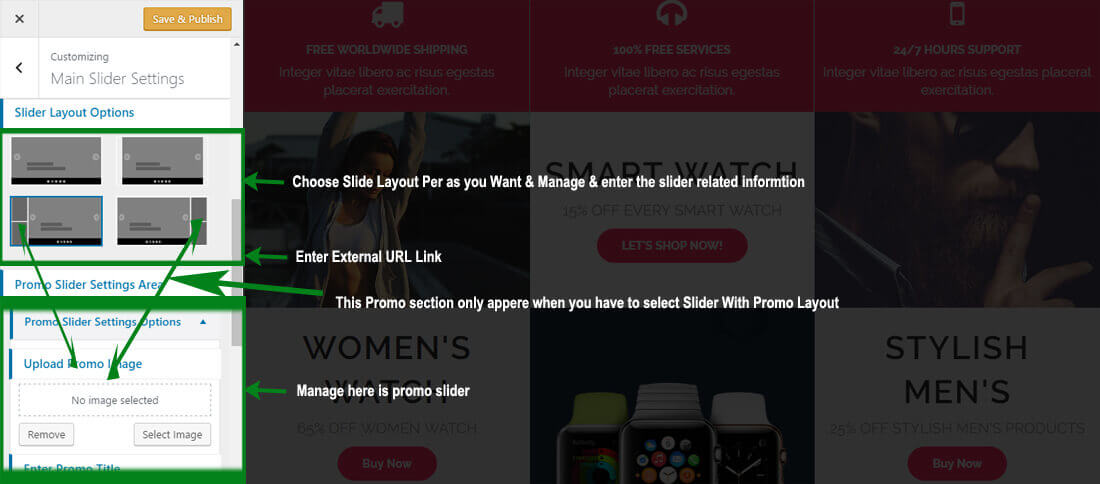 Save & Publish
Customizing
Main Slider Settings
Slider Layout Options
Promo Slider Settings Area
Promo Slider Settings Options
Upload Promo Image
No image selected
Remove
Select Image
Enter Promo Title
FREE WORLDWIDE SHIPPING
Integer vitae libero ac risus egestas
placerat exercitation.
100% FREE SERVICES
Integer vitae libero ac risus egestas
placerat exercitation.
24/7 HOURS SUPPORT
Integer vitae libero ac risus egestas placerat
exercitation.
SMART WATCH
Choose Slide Layout Per as you Want & Manage & enter the slider related informtion
15% OFF EVERY SMART WATCH
LET'S SHOP NOW!
Enter External URL Link
This Promo section only appere when you have to select Slider With Promo Layout
WOMEN'S
WATCH
Manage here is promo slider
65% OFF WOMEN WATCH
Buy Now
STYLISH
MEN'S
25% OFF STYLISH MEN'S PRODUCTS
Buy Now